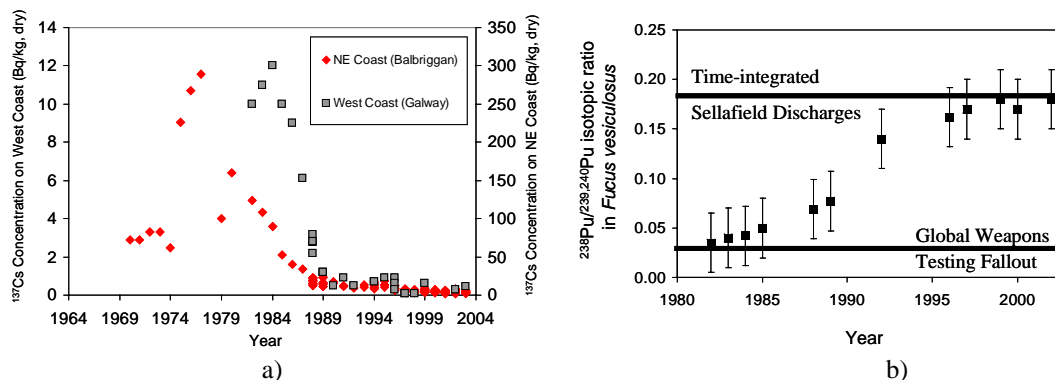 ¹³⁷Cs Concentration on West Coast (Bq/kg, dry)
14
12
10
8
6
4
2
0
NE Coast (Balbriggan)
West Coast (Galway)
350
300
250
200
150
100
50
0
¹³⁷Cs Concentration on NE Coast (Bq/kg, dry)
1964 1969 1974 1979 1984 1989 1994 1999 2004
Year
a)
²³⁸Pu/²³⁹,²⁴⁰Pu isotopic ratio
in Fucus vesiculosus
0.25
0.20
0.15
0.10
0.05
0.00
Time-integrated
Sellafield Discharges
Global Weapons
Testing Fallout
1980 1985 1990 1995 2000
Year
b)